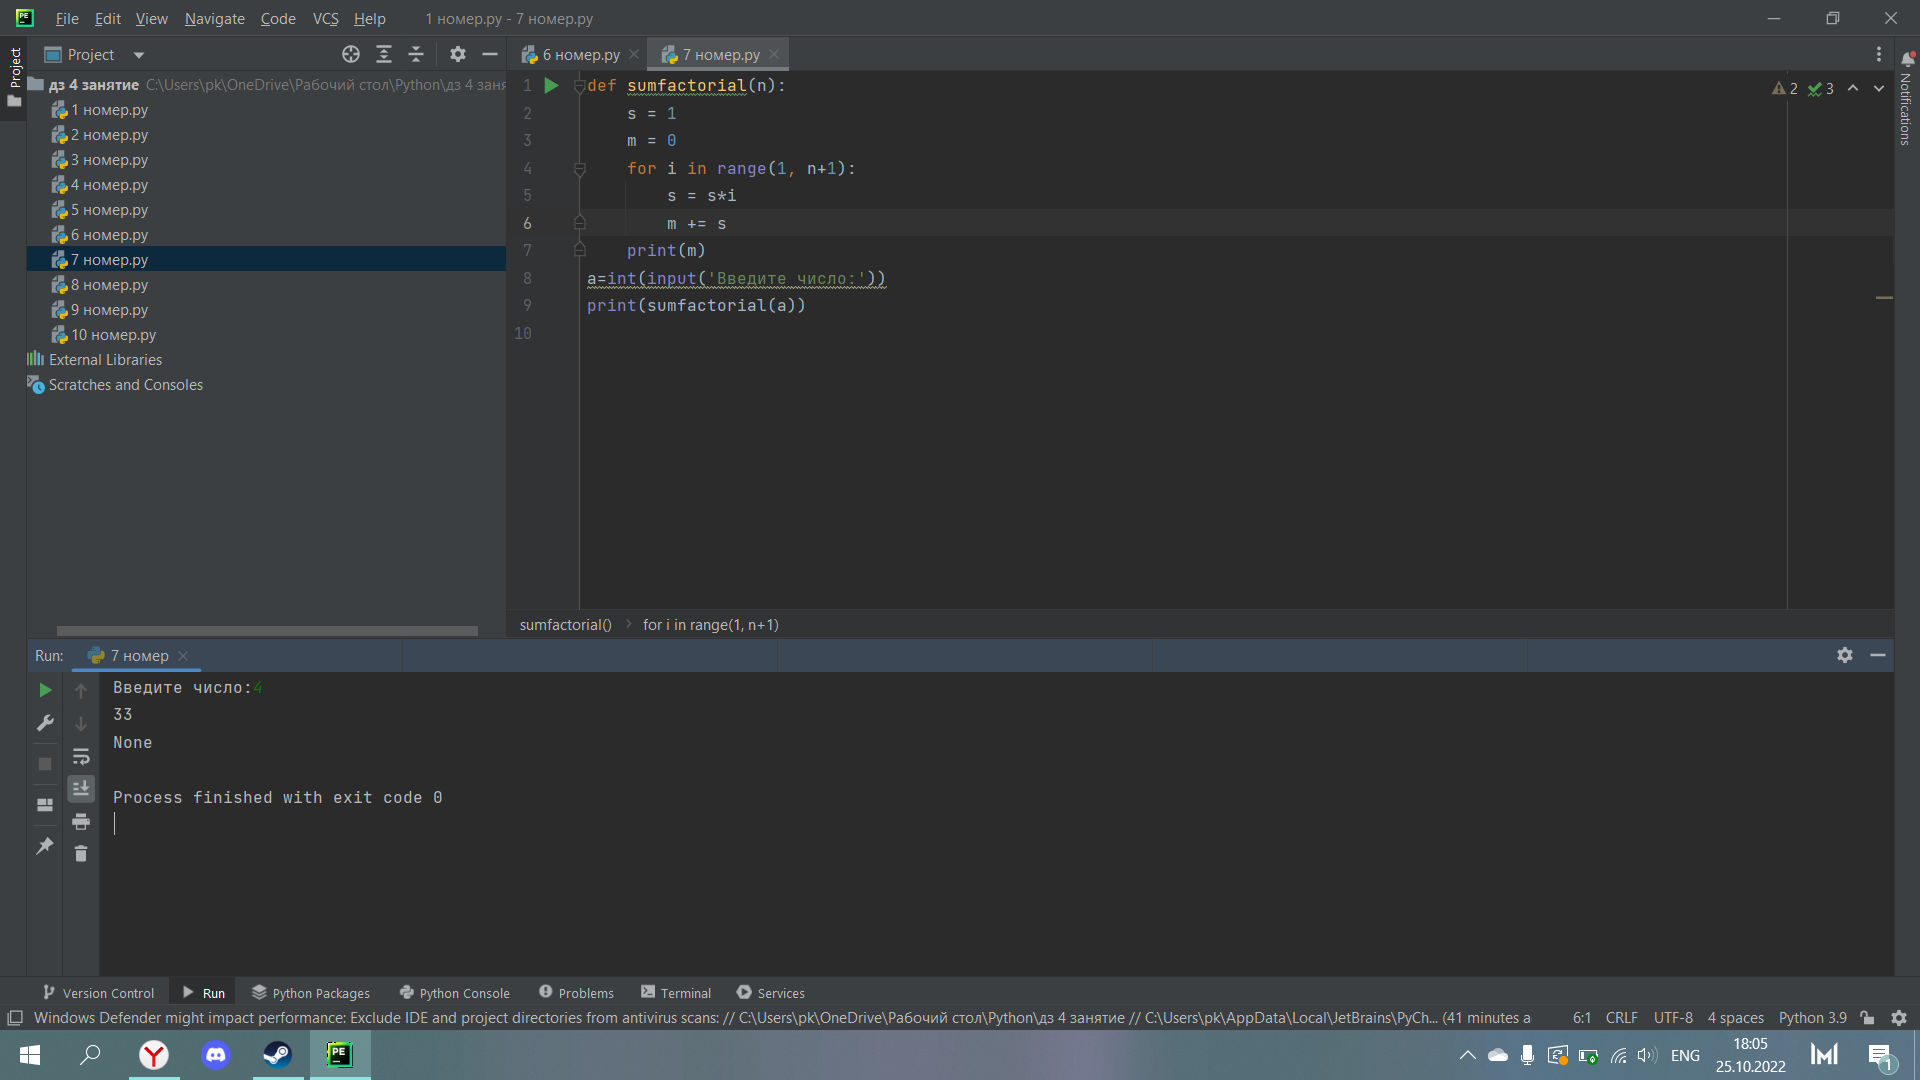 File Edit View Navigate Code VCS Help 1 номер.py - 7 номер.py
Project
Project
6 номер.py
7 номер.py
дз 4 занятие C:\Users\pk\OneDrive\Рабочий стол\Python\дз 4 заня
1 номер.py
2 номер.py
3 номер.py
4 номер.py
5 номер.py
6 номер.py
7 номер.py
8 номер.py
9 номер.py
10 номер.py
External Libraries
Scratches and Consoles
1 def sumfactorial(n):
2 s = 1
3 m = 0
4 for i in range(1, n+1):
5 s = s*i
6 m += s
7 print(m)
8 a=int(input('Введите число:'))
9 print(sumfactorial(a))
10
2 3
Notifications
sumfactorial() for i in range(1, n+1)
Run: 7 номер
Введите число:4
33
None
Process finished with exit code 0
Version Control Run Python Packages Python Console Problems Terminal Services
Windows Defender might impact performance: Exclude IDE and project directories from antivirus scans: // C:\Users\pk\OneDrive\Рабочий стол\Python\дз 4 занятие // C:\Users\pk\AppData\Local\JetBrains\PyCh... (41 minutes a 6:1 CRLF UTF-8 4 spaces Python 3.9
ENG
18:05
25.10.2022
1